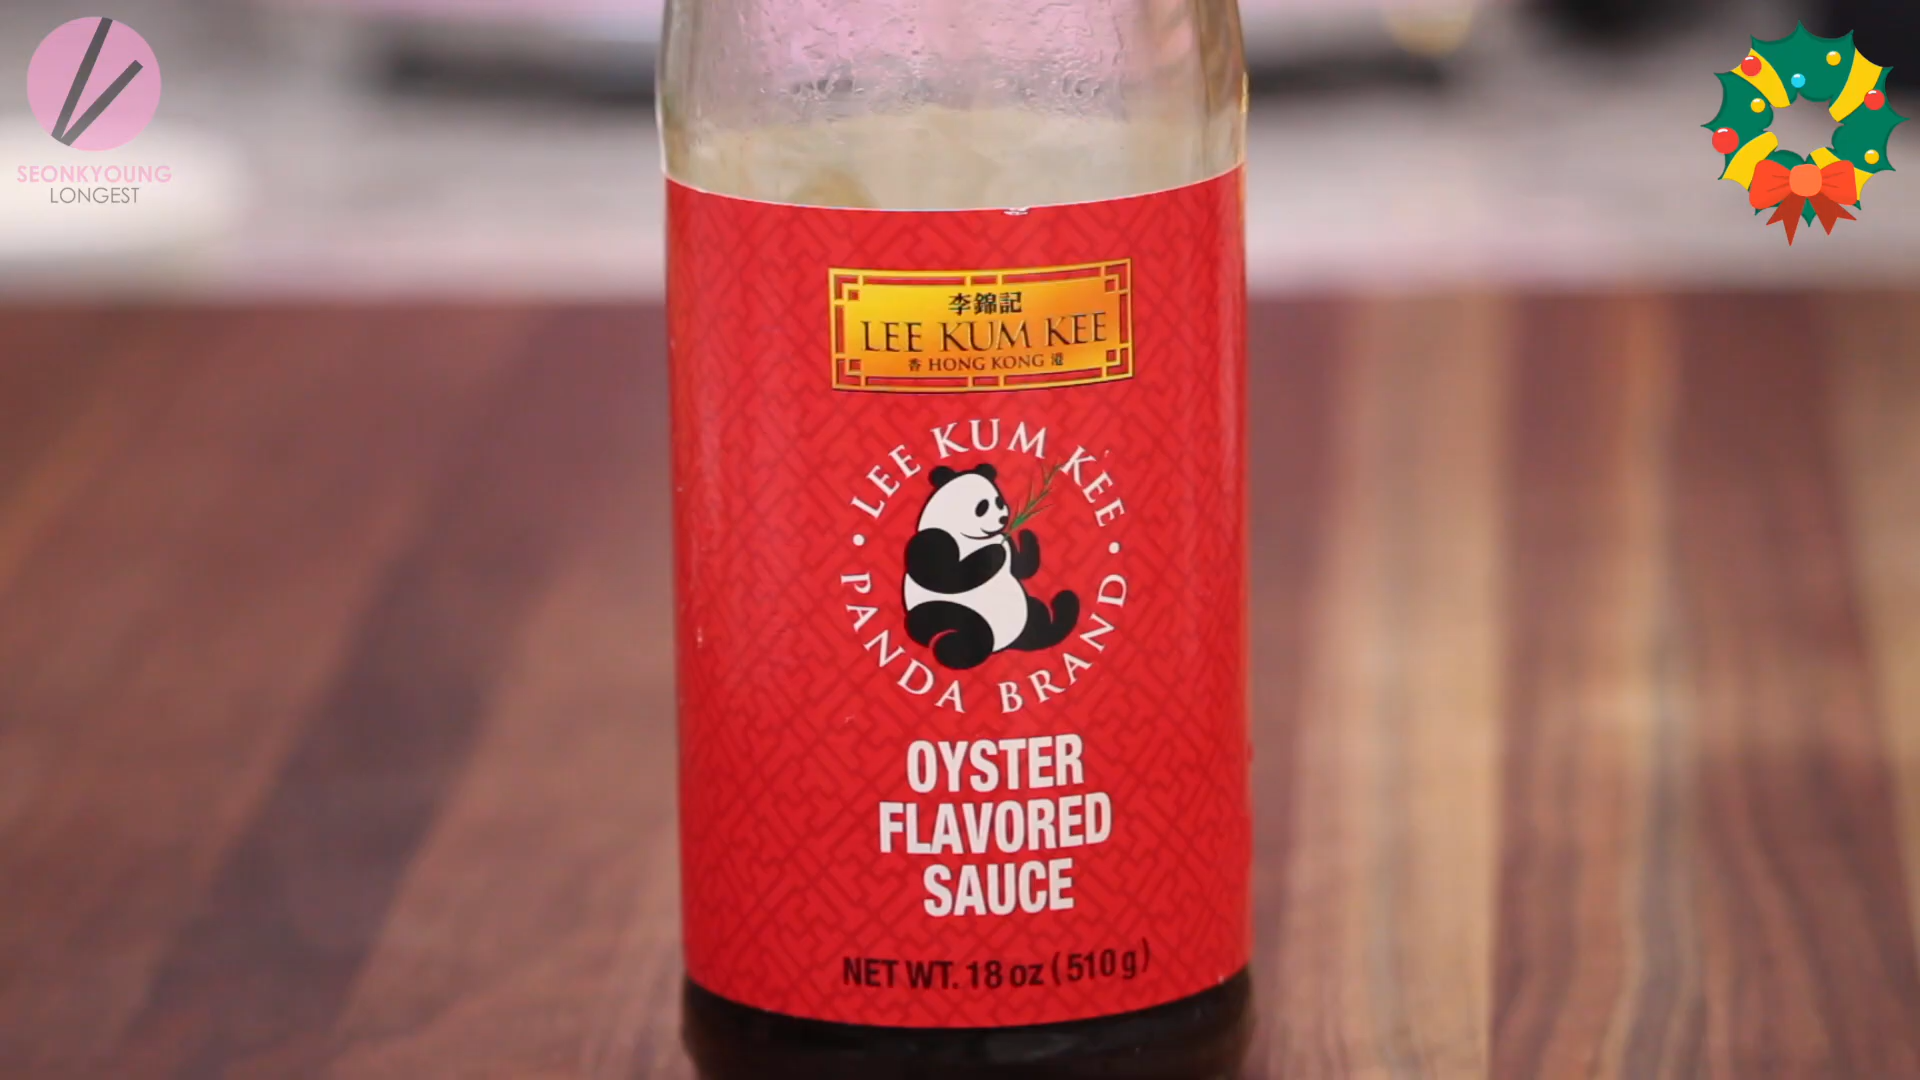 SEONKYOUNG
LONGEST
李錦記
LEE KUM KEE
香 HONG KONG 港
LEE KUM KEE
PANDA BRAND
OYSTER
FLAVORED
SAUCE
NET WT. 18 oz (510 g)